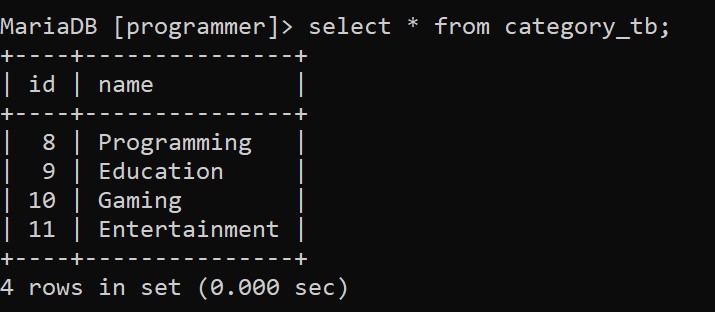 MariaDB [programmer]> select * from category_tb;
+----+---------------+
| id | name          |
+----+---------------+
|  8 | Programming   |
|  9 | Education     |
| 10 | Gaming        |
| 11 | Entertainment |
+----+---------------+
4 rows in set (0.000 sec)